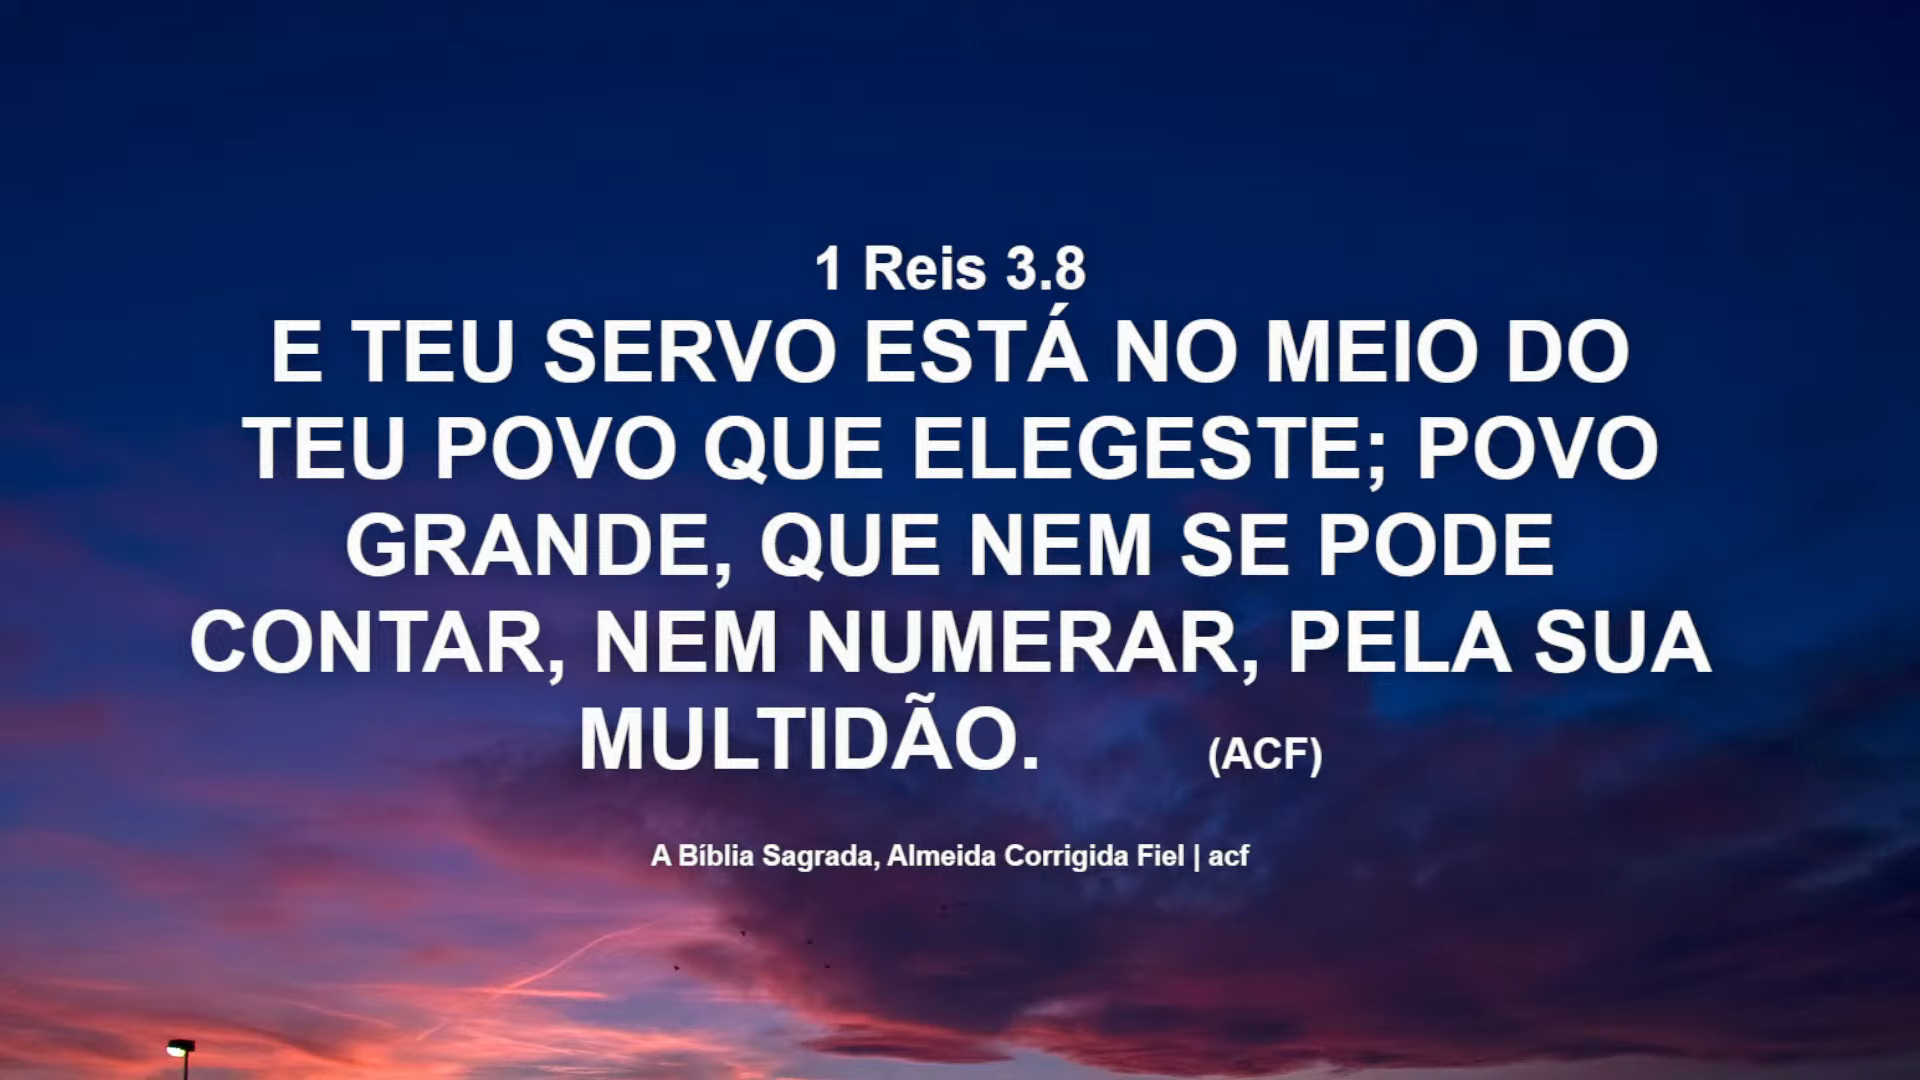 1 Reis 3.8
E TEU SERVO ESTÁ NO MEIO DO
TEU POVO QUE ELEGESTE; POVO
GRANDE, QUE NEM SE PODE
CONTAR, NEM NUMERAR, PELA SUA
MULTIDÃO. (ACF)
A Bíblia Sagrada, Almeida Corrigida Fiel | acf